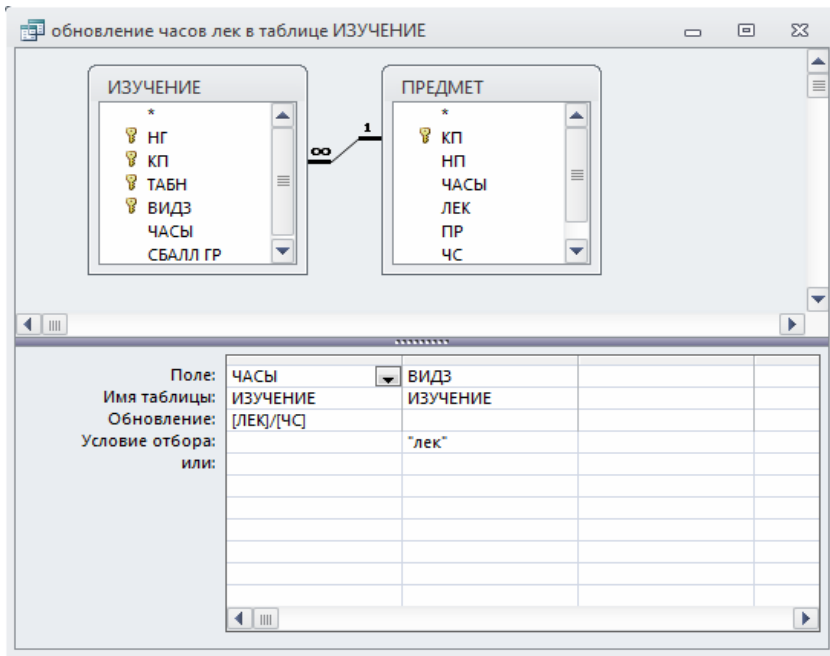 обновление часов лек в таблице ИЗУЧЕНИЕ
ИЗУЧЕНИЕ
*
НГ
КП
ТАБН
ВИДЗ
ЧАСЫ
СБАЛЛ ГР
∞
1
ПРЕДМЕТ
*
КП
НП
ЧАСЫ
ЛЕК
ПР
ЧС
Поле: ЧАСЫ ВИДЗ
Имя таблицы: ИЗУЧЕНИЕ ИЗУЧЕНИЕ
Обновление: [ЛЕК]/[ЧС]
Условие отбора: "лек"
или: